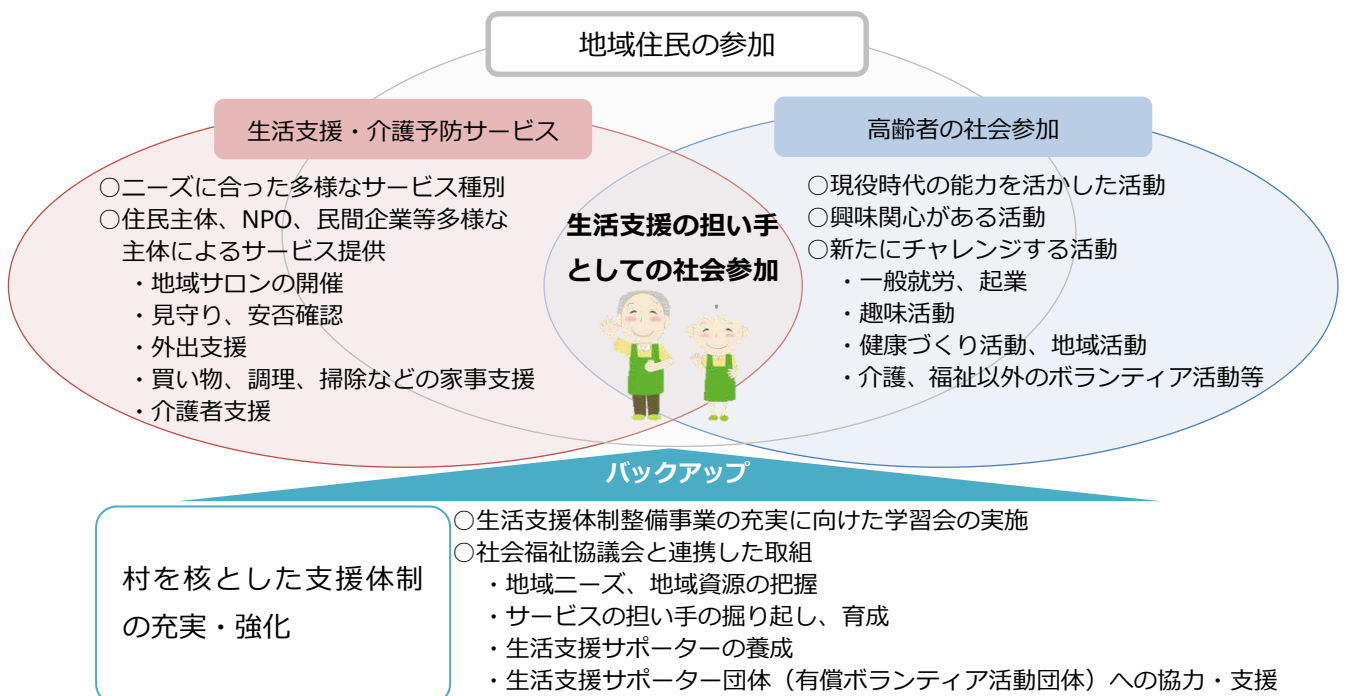 地域住民の参加
生活支援・介護予防サービス
○ニーズに合った多様なサービス種別
○住民主体、NPO、民間企業等多様な
主体によるサービス提供
・地域サロンの開催
・見守り、安否確認
・外出支援
・買い物、調理、掃除などの家事支援
・介護者支援
生活支援の担い手
としての社会参加
高齢者の社会参加
○現役時代の能力を活かした活動
○興味関心がある活動
○新たにチャレンジする活動
・一般就労、起業
・趣味活動
・健康づくり活動、地域活動
・介護、福祉以外のボランティア活動等
バックアップ
村を核とした支援体制
の充実・強化
○生活支援体制整備事業の充実に向けた学習会の実施
○社会福祉協議会と連携した取組
・地域ニーズ、地域資源の把握
・サービスの担い手の掘り起し、育成
・生活支援サポーターの養成
・生活支援サポーター団体（有償ボランティア活動団体）への協力・支援